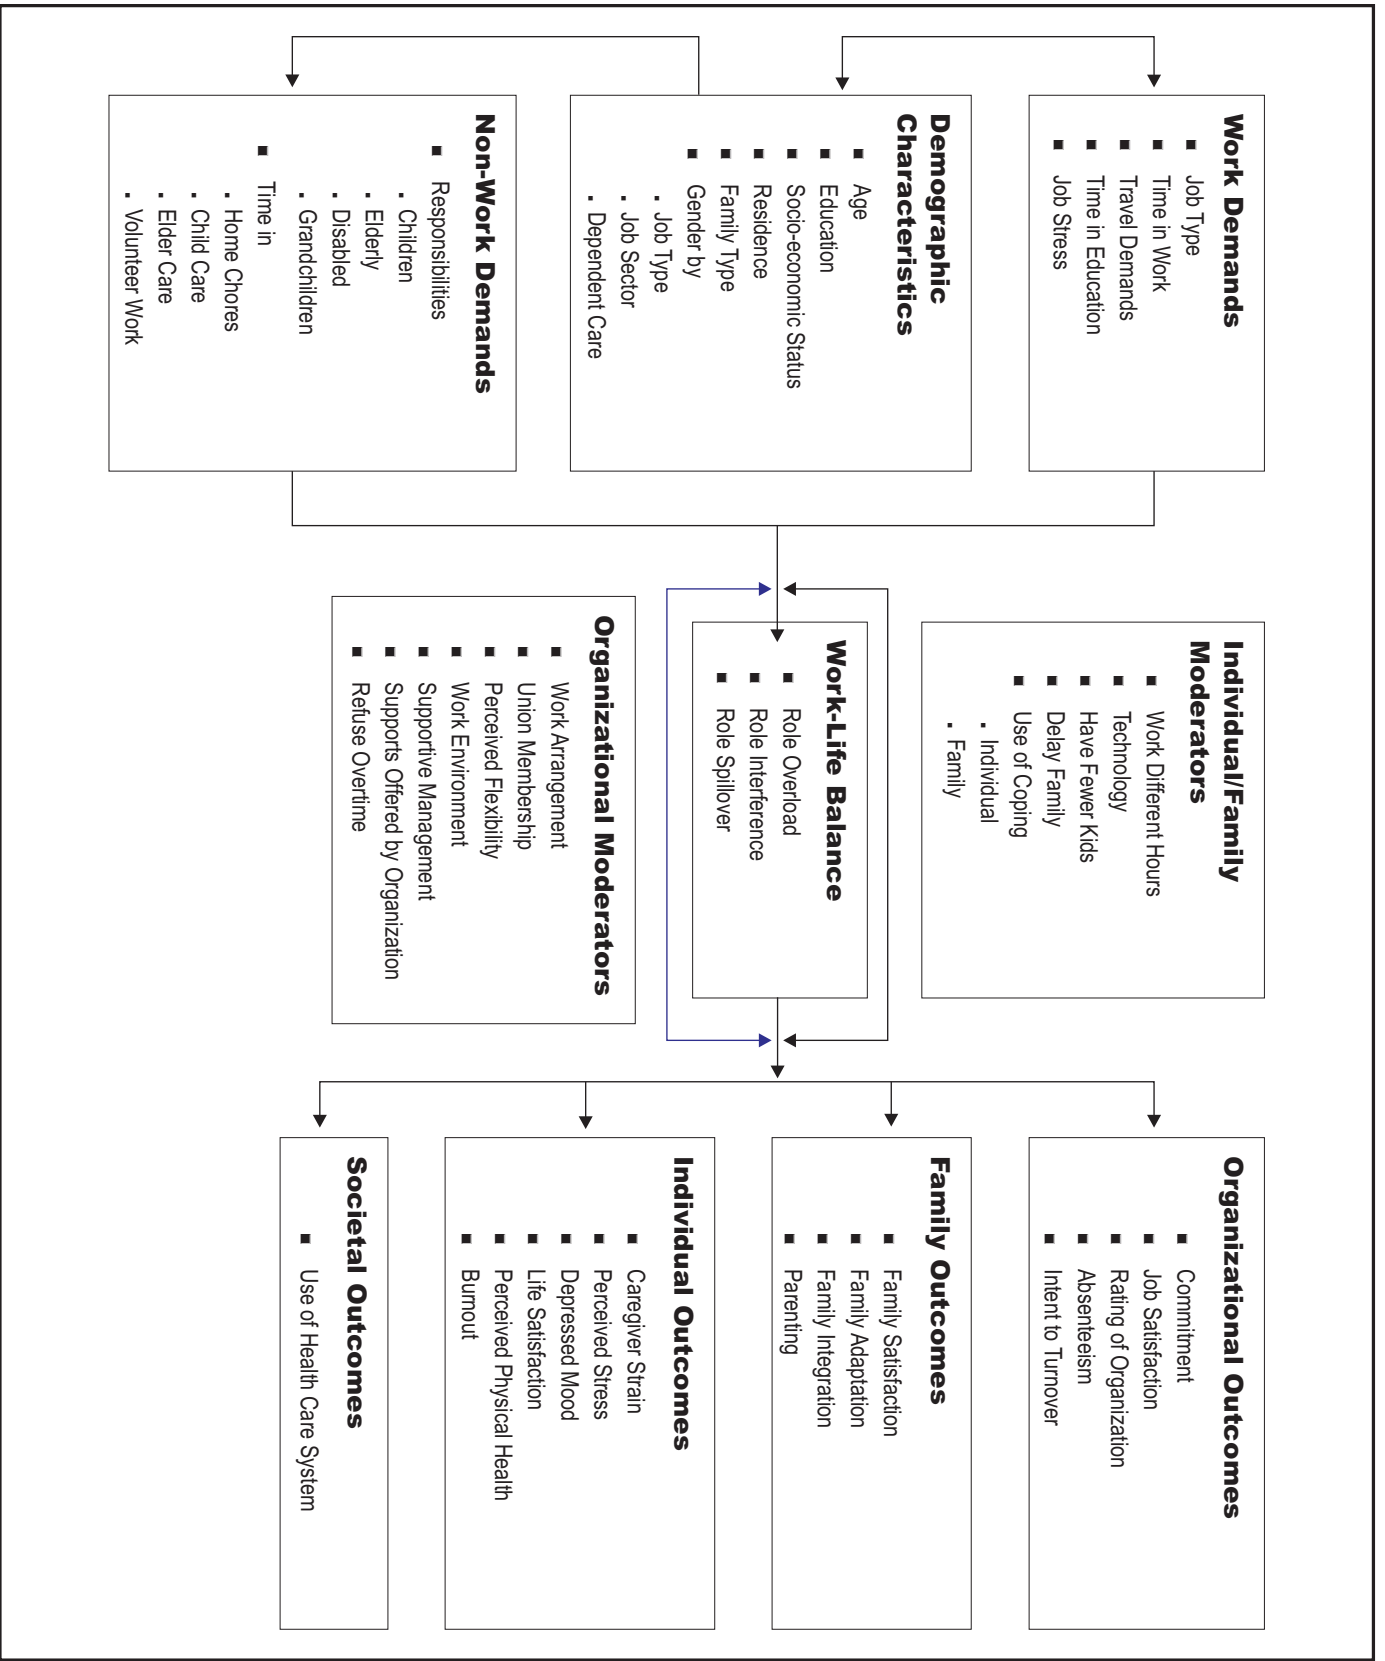 Work Demands
■ Job Type
■ Time in Work
■ Travel Demands
■ Time in Education
■ Job Stress
Demographic
Characteristics
■ Age
■ Education
■ Socio-economic Status
■ Residence
■ Family Type
■ Gender by
▪ Job Type
▪ Job Sector
▪ Dependent Care
Non-Work Demands
■ Responsibilities
▪ Children
▪ Elderly
▪ Disabled
▪ Grandchildren
■ Time in
▪ Home Chores
▪ Child Care
▪ Elder Care
▪ Volunteer Work
Individual/Family
Moderators
■ Work Different Hours
■ Technology
■ Have Fewer Kids
■ Delay Family
■ Use of Coping
▪ Individual
▪ Family
Work-Life Balance
■ Role Overload
■ Role Interference
■ Role Spillover
Organizational Moderators
■ Work Arrangement
■ Union Membership
■ Perceived Flexibility
■ Work Environment
■ Supportive Management
■ Supports Offered by Organization
■ Refuse Overtime
Organizational Outcomes
■ Commitment
■ Job Satisfaction
■ Rating of Organization
■ Absenteeism
■ Intent to Turnover
Family Outcomes
■ Family Satisfaction
■ Family Adaptation
■ Family Integration
■ Parenting
Individual Outcomes
■ Caregiver Strain
■ Perceived Stress
■ Depressed Mood
■ Life Satisfaction
■ Perceived Physical Health
■ Burnout
Societal Outcomes
■ Use of Health Care System